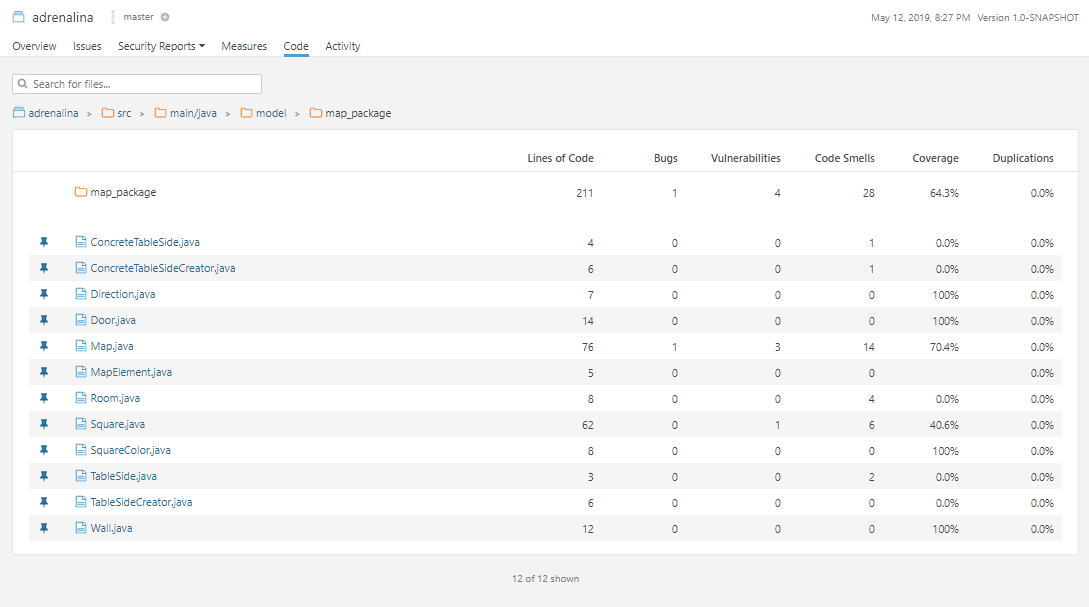 adrenalina master May 12, 2019, 8:27 PM Version 1.0-SNAPSHOT
Overview Issues Security Reports Measures Code Activity
Search for files...
adrenalina > src > main/java > model > map_package
Lines of Code Bugs Vulnerabilities Code Smells Coverage Duplications
map_package 211 1 4 28 64.3% 0.0%
ConcreteTableSide.java 4 0 0 1 0.0% 0.0%
ConcreteTableSideCreator.java 6 0 0 1 0.0% 0.0%
Direction.java 7 0 0 0 100% 0.0%
Door.java 14 0 0 0 100% 0.0%
Map.java 76 1 3 14 70.4% 0.0%
MapElement.java 5 0 0 0 0.0%
Room.java 8 0 0 4 0.0% 0.0%
Square.java 62 0 1 6 40.6% 0.0%
SquareColor.java 8 0 0 0 100% 0.0%
TableSide.java 3 0 0 2 0.0% 0.0%
TableSideCreator.java 6 0 0 0 0.0% 0.0%
Wall.java 12 0 0 0 100% 0.0%
12 of 12 shown